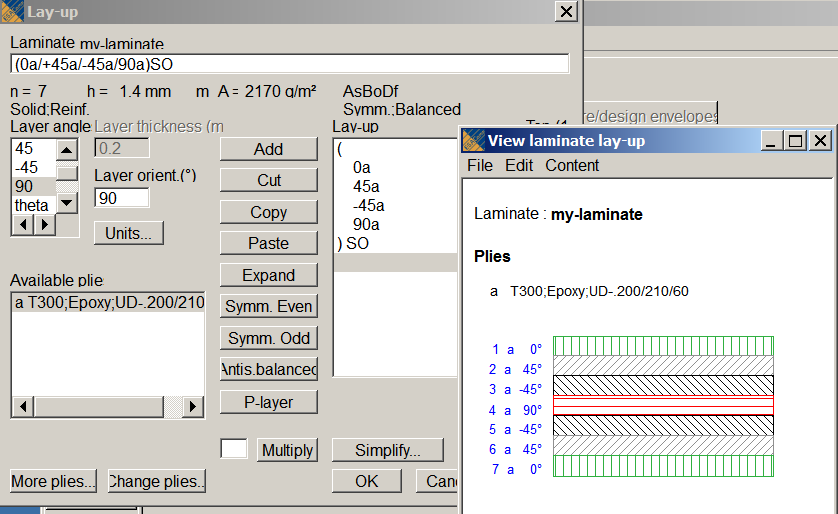 Lay-up
Laminate my-laminate
(0a/+45a/-45a/90a)SO
n = 7 h = 1.4 mm m_A = 2170 g/m² AsBoDf
Solid;Reinf. Symm.;Balanced
Layer angle Layer thickness (m Lay-up
45 0.2 Add (
-45 0a
90 Layer orient.(°) Cut 45a
theta 90 Copy -45a
90a
Units... Paste ) SO
Available plie Expand
a T300;Epoxy;UD-.200/210 Symm. Even
Symm. Odd
Antis.balanced
P-layer
Multiply Simplify...
More plies... Change plies.. OK Canc
re/design envelopes
View laminate lay-up
File Edit Content
Laminate : my-laminate
Plies
a T300;Epoxy;UD-.200/210/60
1 a 0°
2 a 45°
3 a -45°
4 a 90°
5 a -45°
6 a 45°
7 a 0°